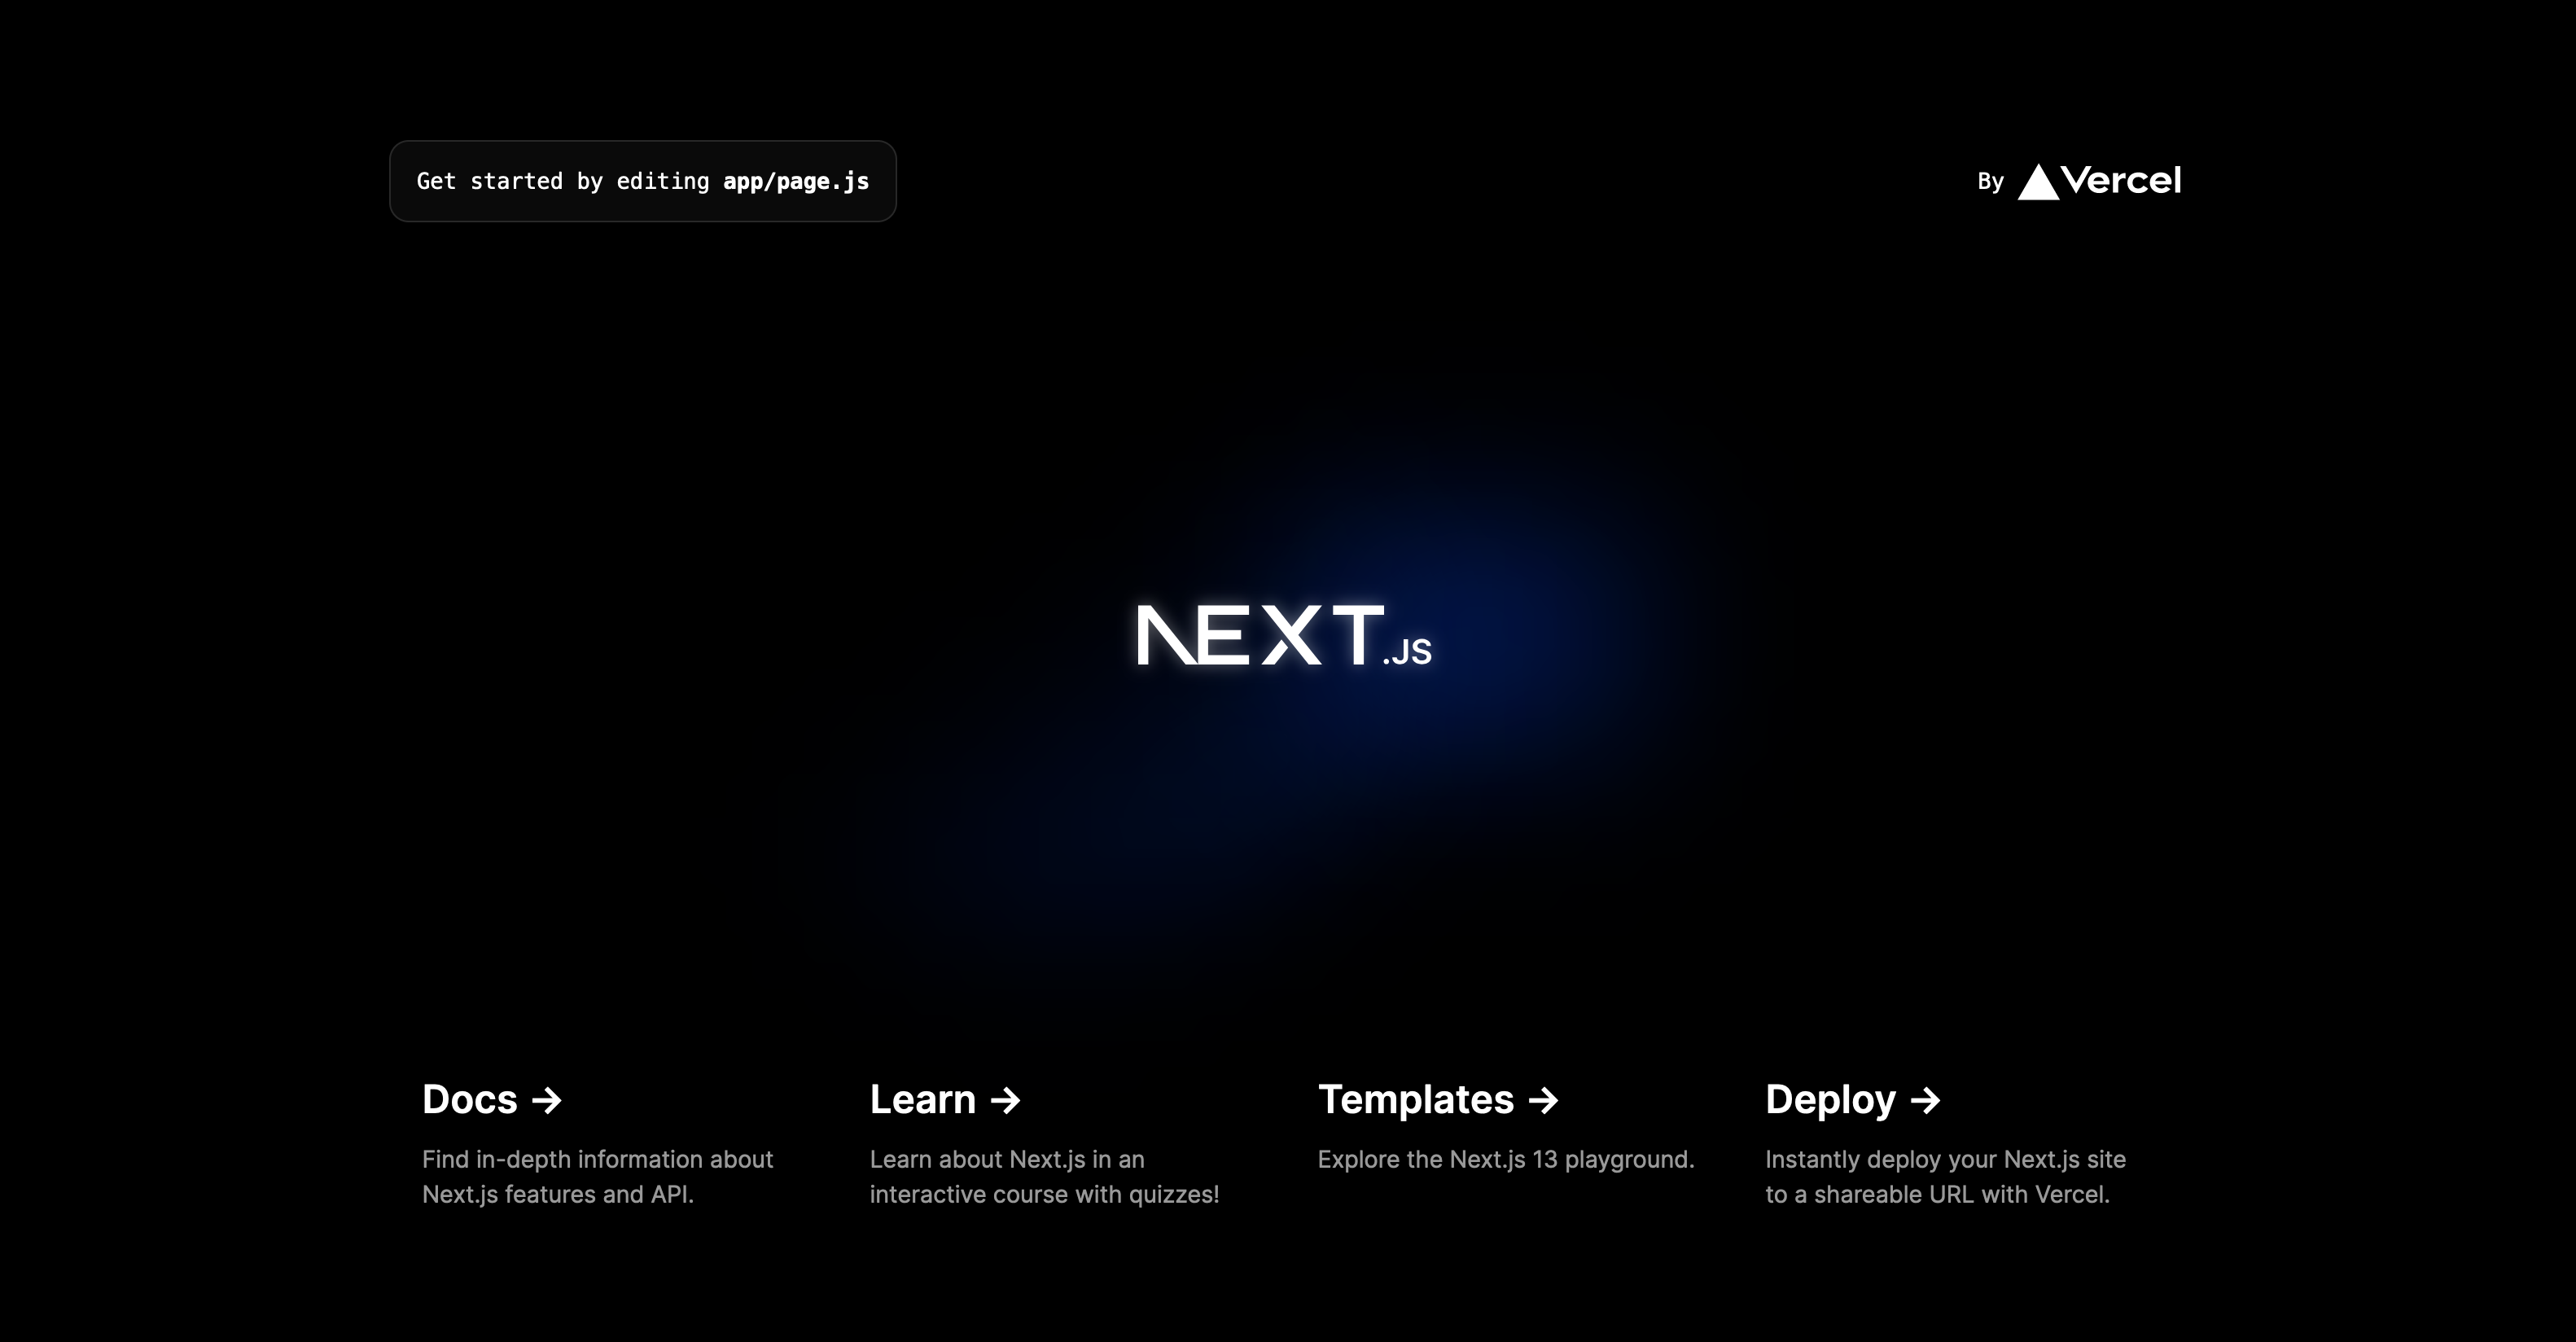 Get started by editing app/page.js
By Vercel
NEXT.JS
Docs →
Find in-depth information about
Next.js features and API.
Learn →
Learn about Next.js in an
interactive course with quizzes!
Templates →
Explore the Next.js 13 playground.
Deploy →
Instantly deploy your Next.js site
to a shareable URL with Vercel.